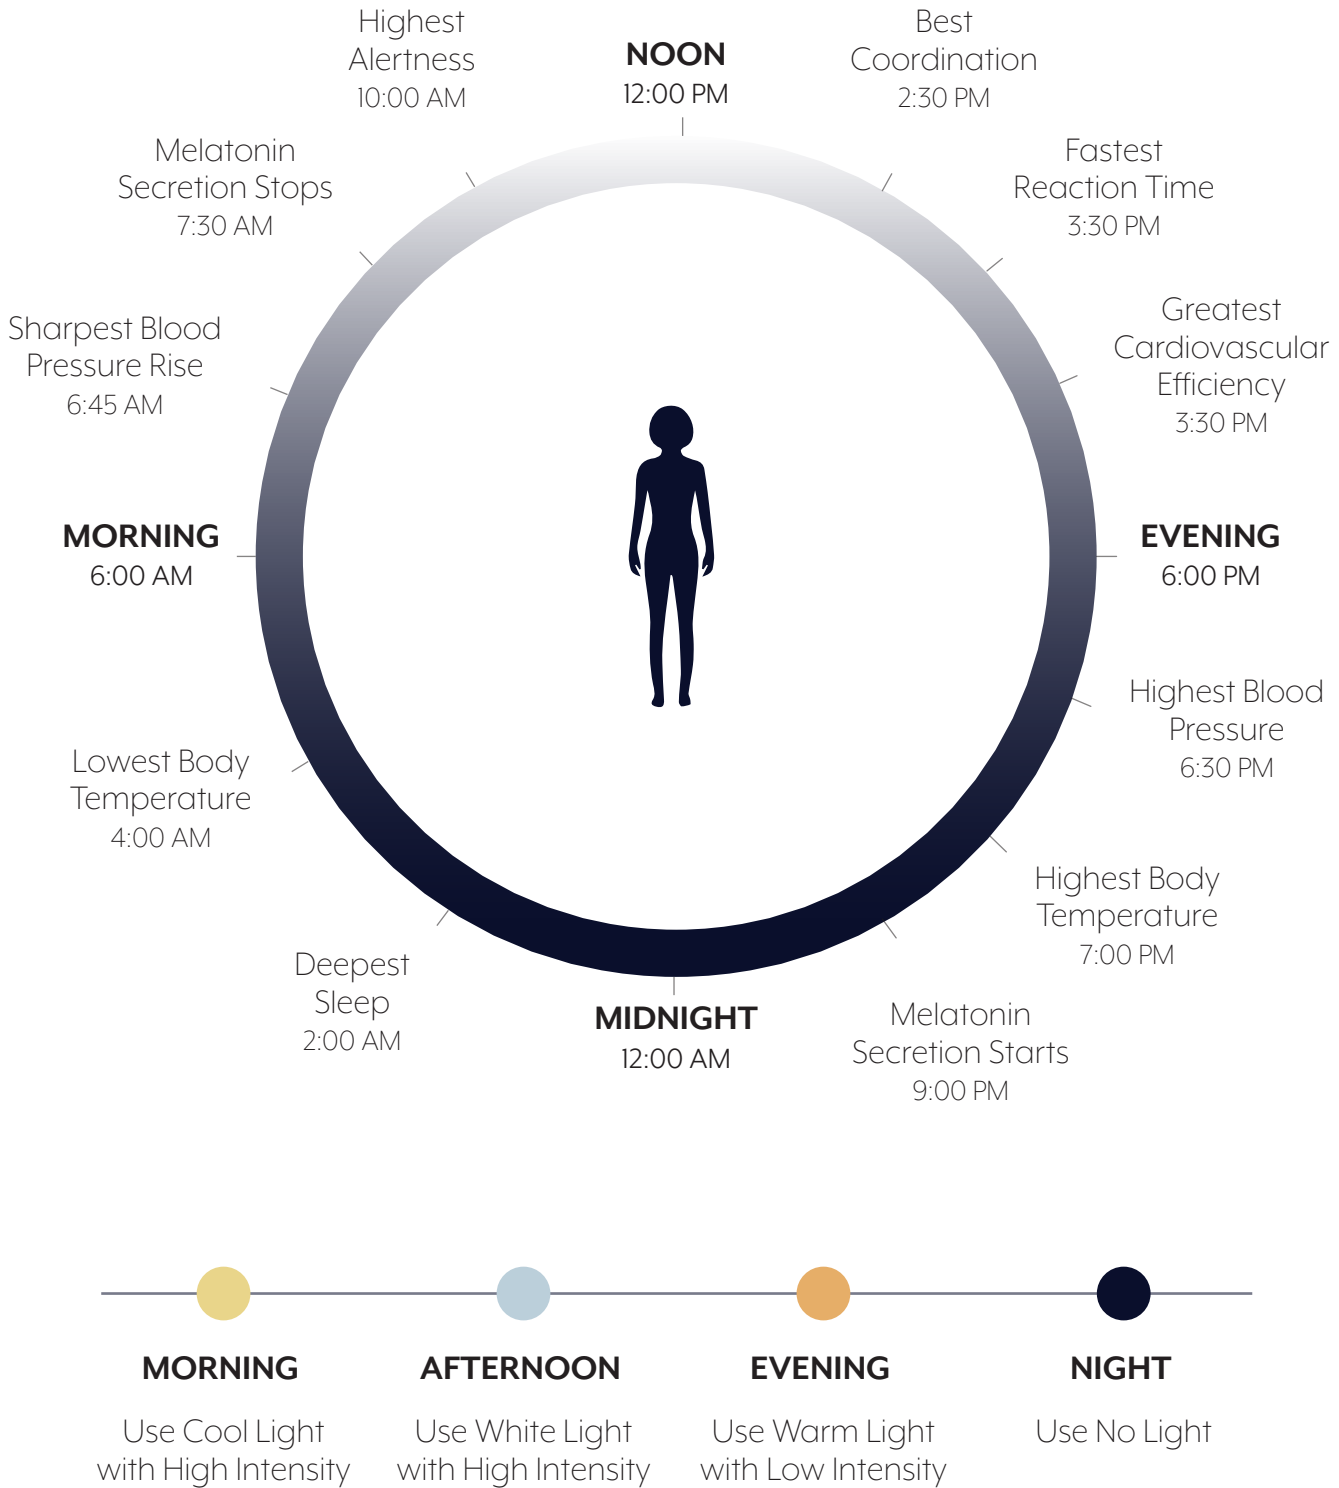 Highest
Alertness
10:00 AM
NOON
12:00 PM
Best
Coordination
2:30 PM
Melatonin
Secretion Stops
7:30 AM
Fastest
Reaction Time
3:30 PM
Sharpest Blood
Pressure Rise
6:45 AM
Greatest
Cardiovascular
Efficiency
3:30 PM
MORNING
6:00 AM
EVENING
6:00 PM
Highest Blood
Pressure
6:30 PM
Lowest Body
Temperature
4:00 AM
Highest Body
Temperature
7:00 PM
Deepest
Sleep
2:00 AM
MIDNIGHT
12:00 AM
Melatonin
Secretion Starts
9:00 PM
MORNING
Use Cool Light
with High Intensity
AFTERNOON
Use White Light
with High Intensity
EVENING
Use Warm Light
with Low Intensity
NIGHT
Use No Light